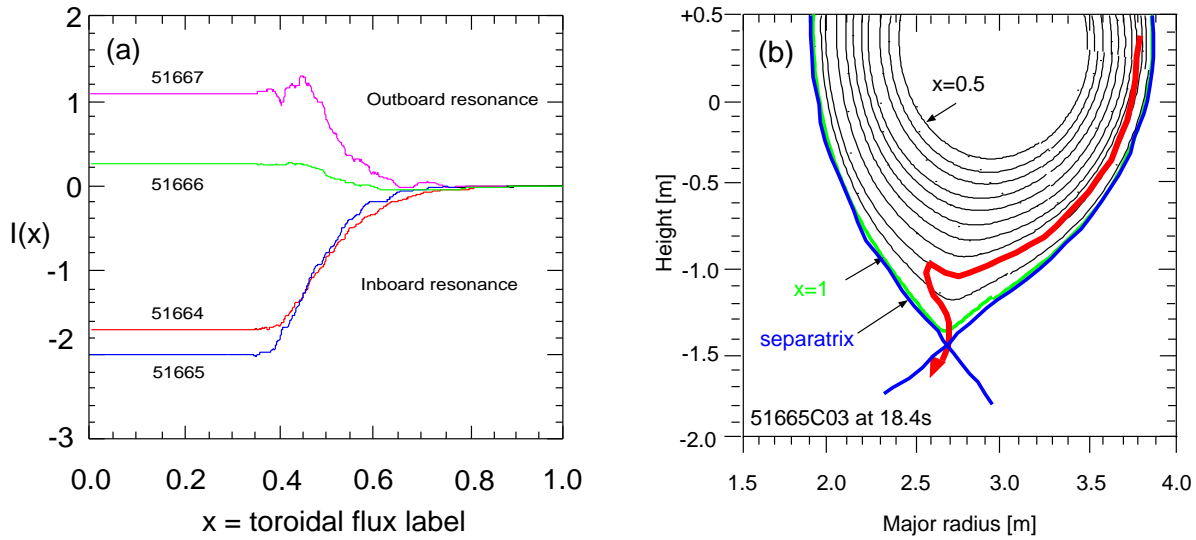 (a)
2
1
0
-1
-2
-3
I(x)
51667
Outboard resonance
51666
Inboard resonance
51664
51665
0.0 0.2 0.4 0.6 0.8 1.0
x = toroidal flux label
(b)
+0.5
0
-0.5
-1.0
-1.5
-2.0
Height [m]
x=0.5
x=1
separatrix
51665C03 at 18.4s
1.5 2.0 2.5 3.0 3.5 4.0
Major radius [m]